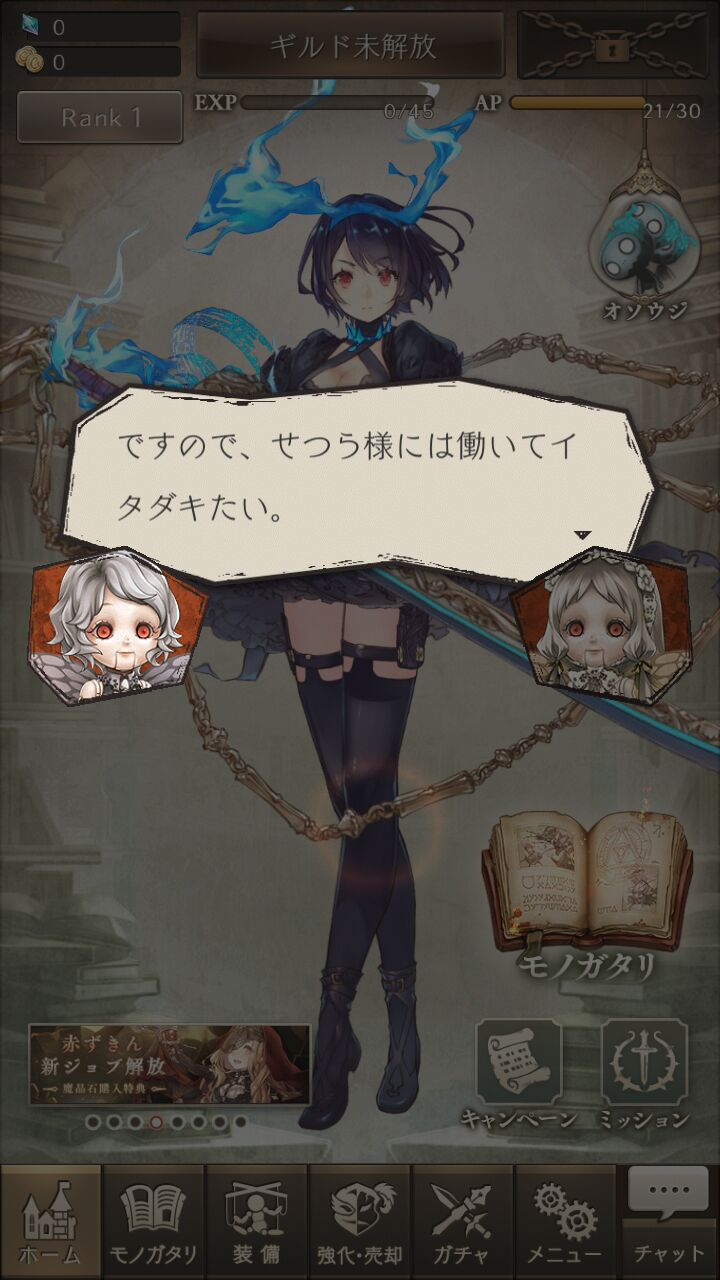 0
ギルド未解放
0
Rank 1
EXP
0/45
AP
21/30
オソウジ
ですので、せつら様には働いてイ
タダキたい。
モノガタリ
赤ずきん
新ジョブ解放
魔晶石購入特典
キャンペーン
ミッション
ホーム
モノガタリ
装備
強化・売却
ガチャ
メニュー
チャット